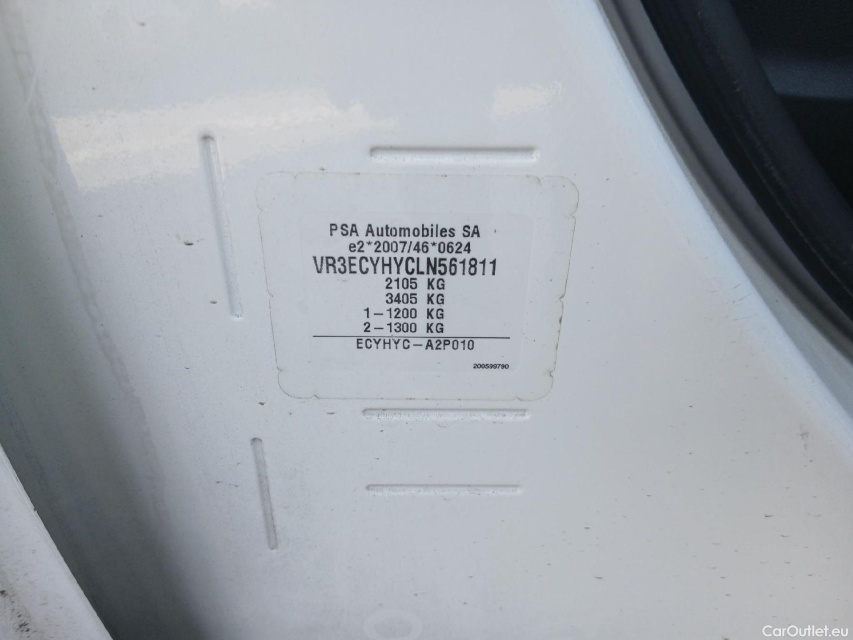 PSA Automobiles SA
e2*2007/46*0624
VR3ECYHYCLN561811
2105 KG
3405 KG
1-1200 KG
2-1300 KG
ECYHYC-A2P010
200599790
CarOutlet.eu